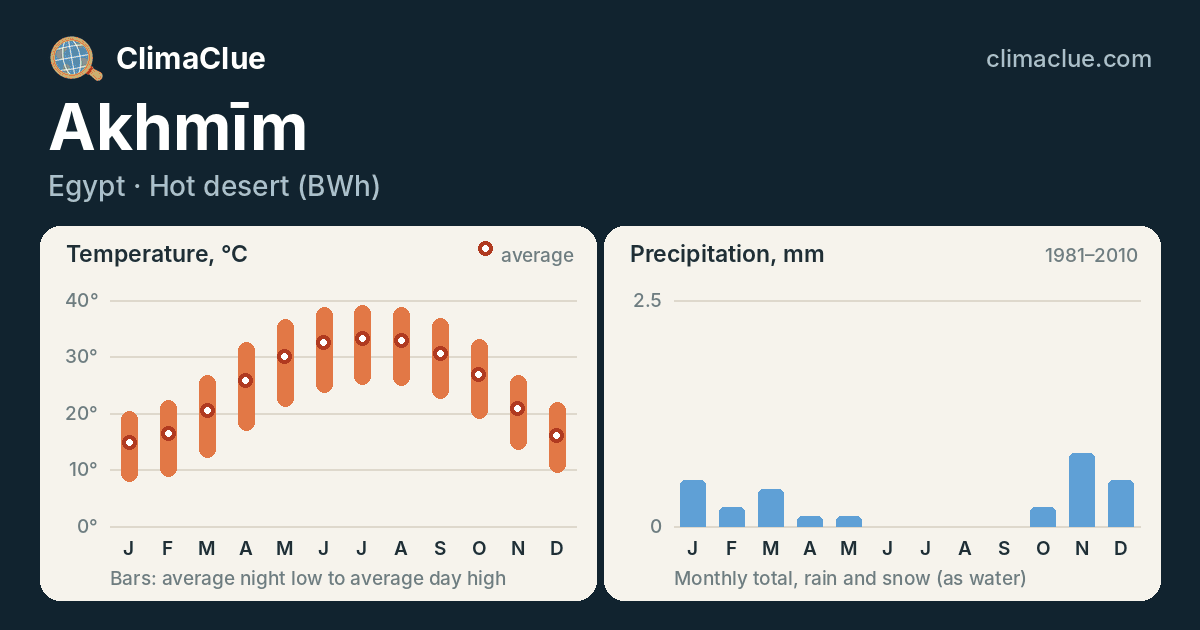 ClimaClue
climaclue.com
Akhmīm
Egypt · Hot desert (BWh)
Temperature, °C
average
40°
30°
20°
10°
0°
J F M A M J J A S O N D
Bars: average night low to average day high
Precipitation, mm
1981–2010
2.5
0
J F M A M J J A S O N D
Monthly total, rain and snow (as water)